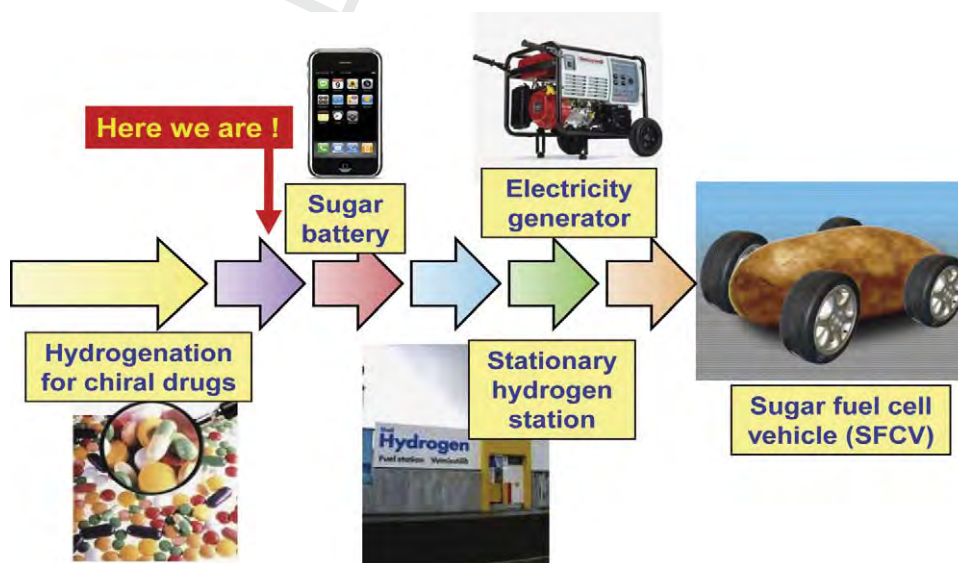 Here we are !
Sugar
battery
Honeywell
Electricity
generator
Hydrogenation
for chiral drugs
Stationary
hydrogen
station
Hydrogen
Fuel station
Sugar fuel cell
vehicle (SFCV)